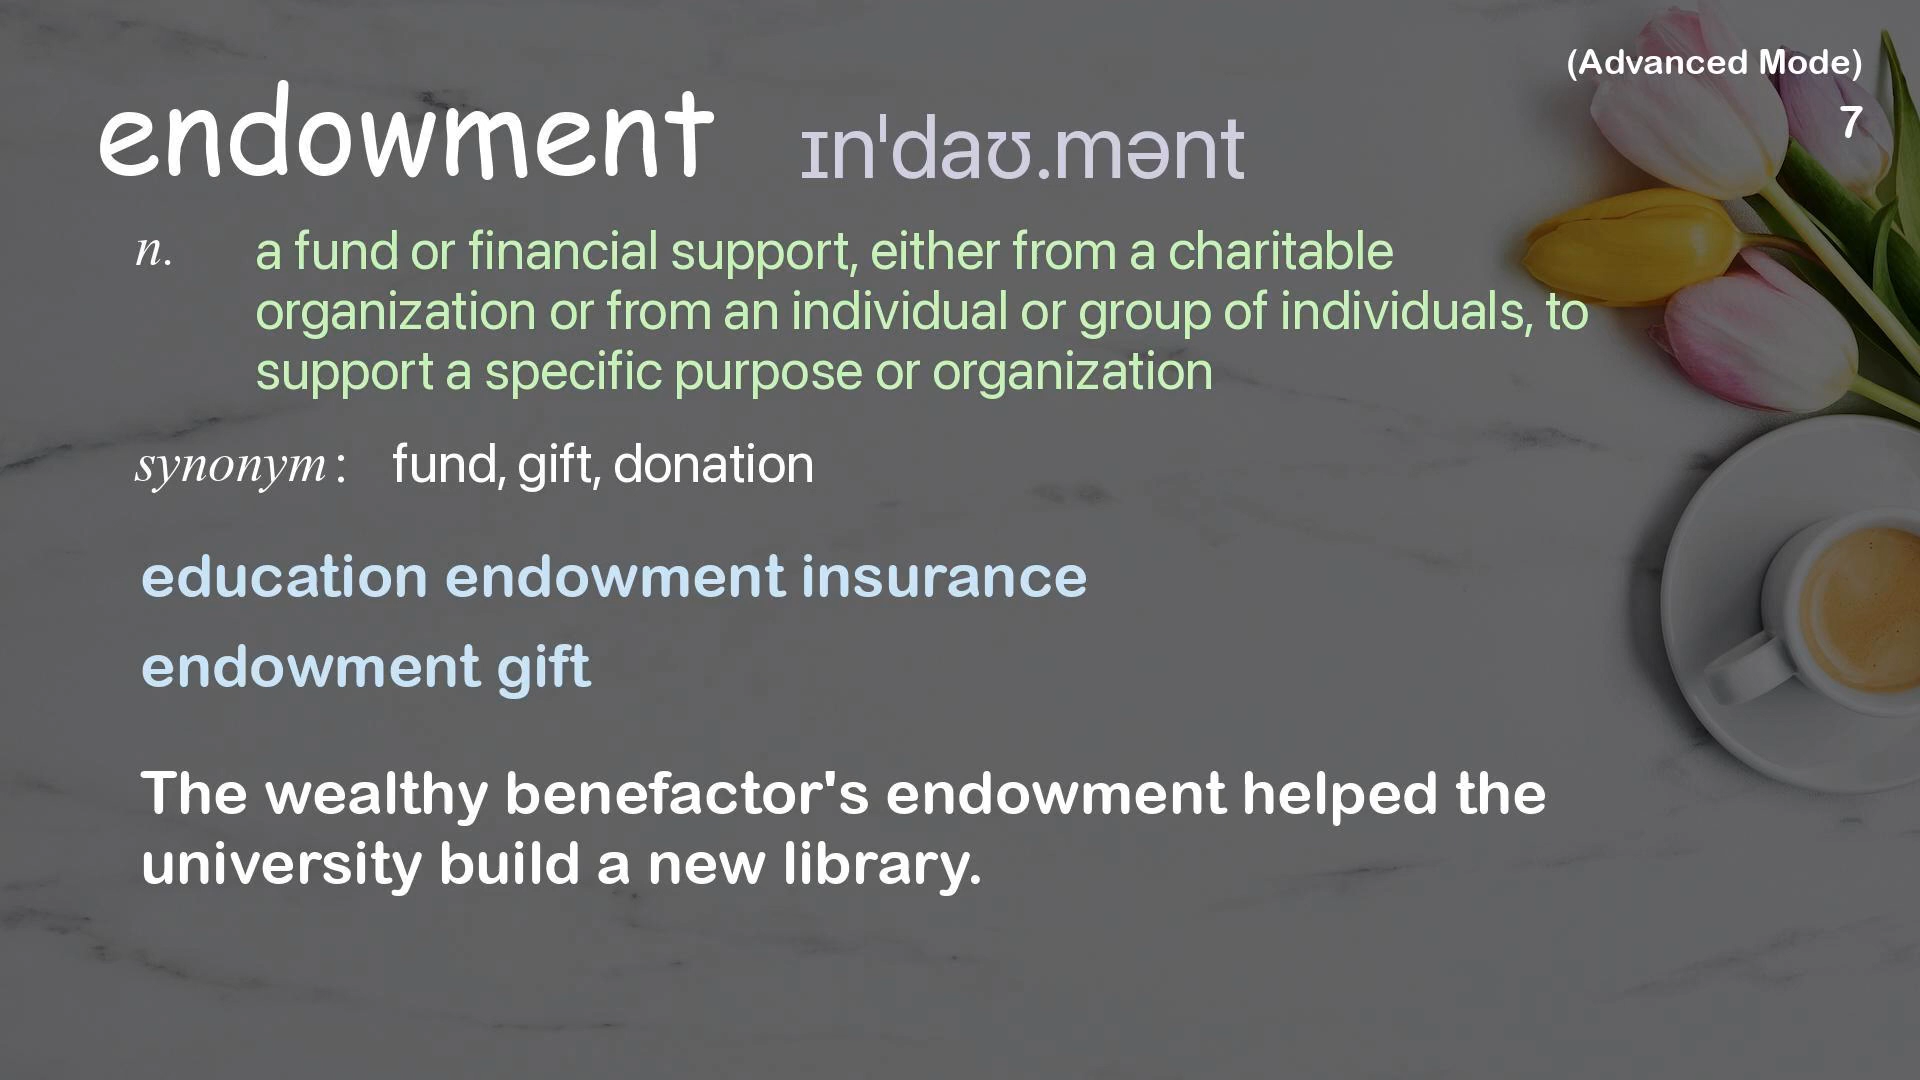 (Advanced Mode)
7
endowment ɪnˈdaʊ.mənt
n. a fund or financial support, either from a charitable
organization or from an individual or group of individuals, to
support a specific purpose or organization
synonym: fund, gift, donation
education endowment insurance
endowment gift
The wealthy benefactor's endowment helped the
university build a new library.